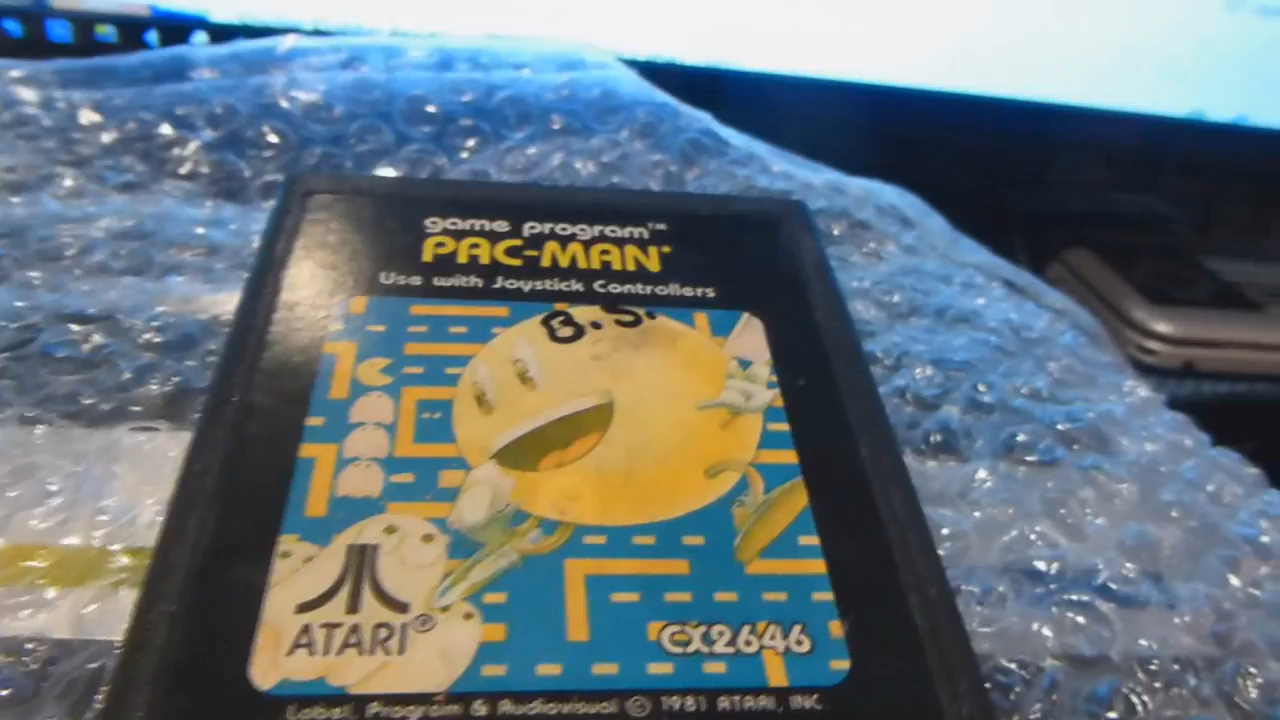 game program™
PAC-MAN*
Use with Joystick Controllers
B.S.
ATARI®
CX2646
Label, Program & Audiovisual © 1981 ATARI, INC.